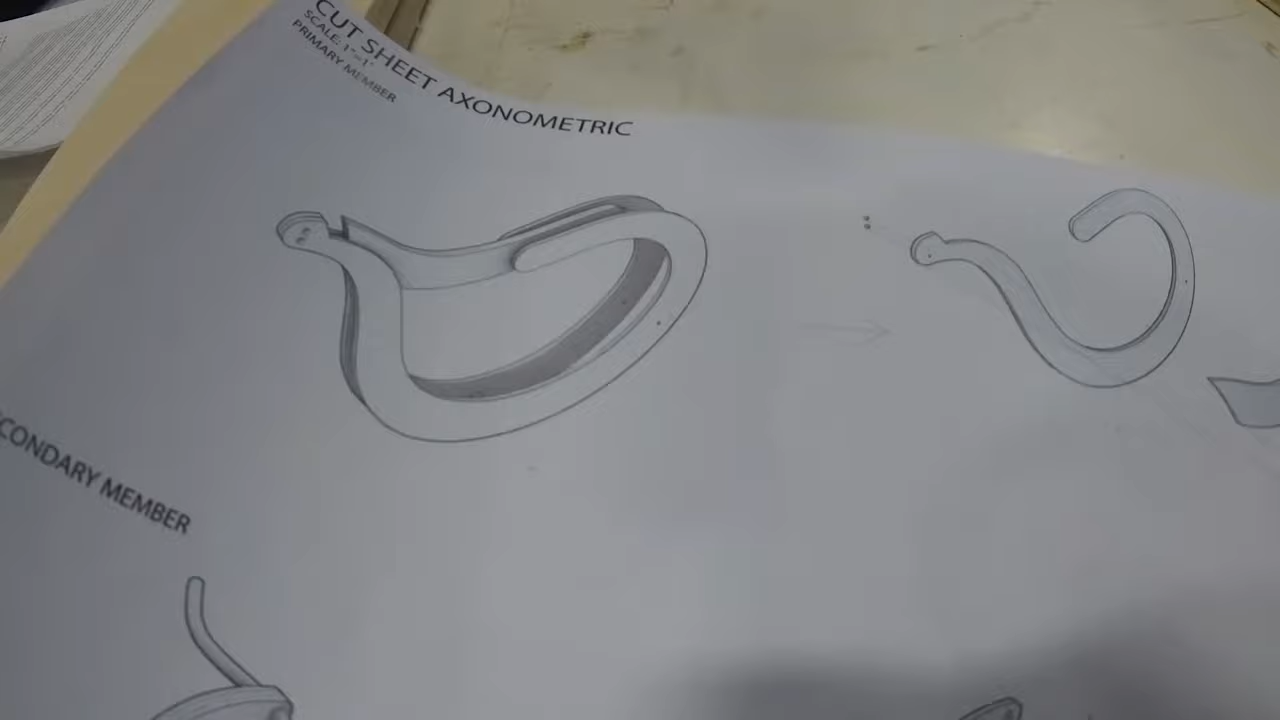 CUT SHEET AXONOMETRIC
SCALE: 1"=1'
PRIMARY MEMBER
CONDARY MEMBER